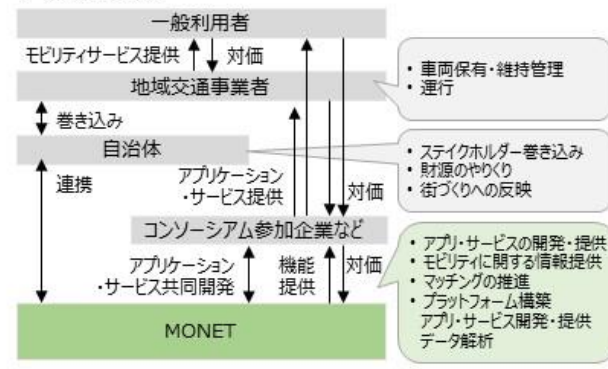 一般利用者
モビリティサービス提供
対価
地域交通事業者
・車両保有・維持管理
・運行
巻き込み
自治体
・ステイクホルダー巻き込み
・財源のやりくり
・街づくりへの反映
連携
アプリケーション
・サービス提供
対価
コンソーシアム参加企業など
アプリケーション
・サービス共同開発
機能
提供
対価
・アプリ・サービスの開発・提供
・モビリティに関する情報提供
・マッチングの推進
・プラットフォーム構築
アプリ・サービス開発・提供
データ解析
MONET